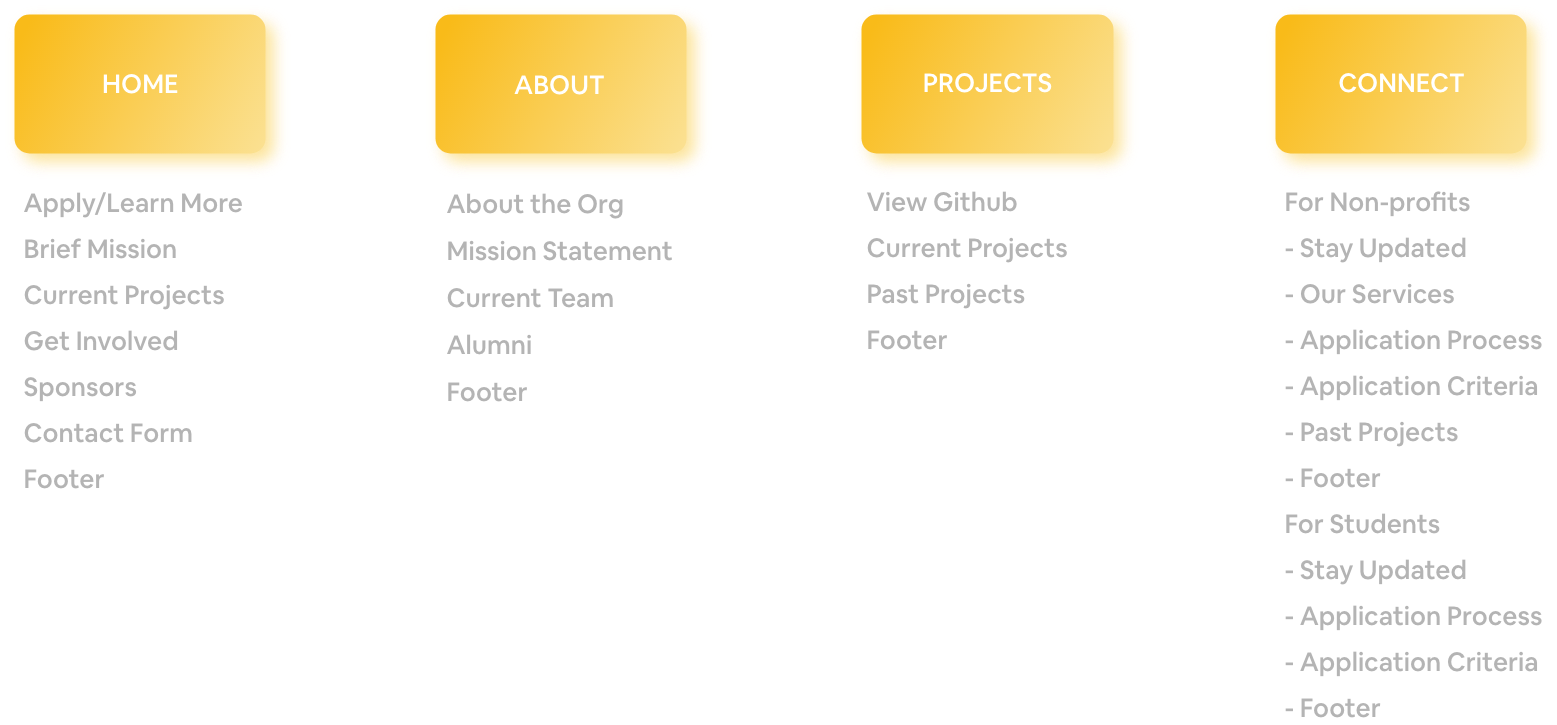 HOME
Apply/Learn More
Brief Mission
Current Projects
Get Involved
Sponsors
Contact Form
Footer
ABOUT
About the Org
Mission Statement
Current Team
Alumni
Footer
PROJECTS
View Github
Current Projects
Past Projects
Footer
CONNECT
For Non-profits
- Stay Updated
- Our Services
- Application Process
- Application Criteria
- Past Projects
- Footer
For Students
- Stay Updated
- Application Process
- Application Criteria
- Footer